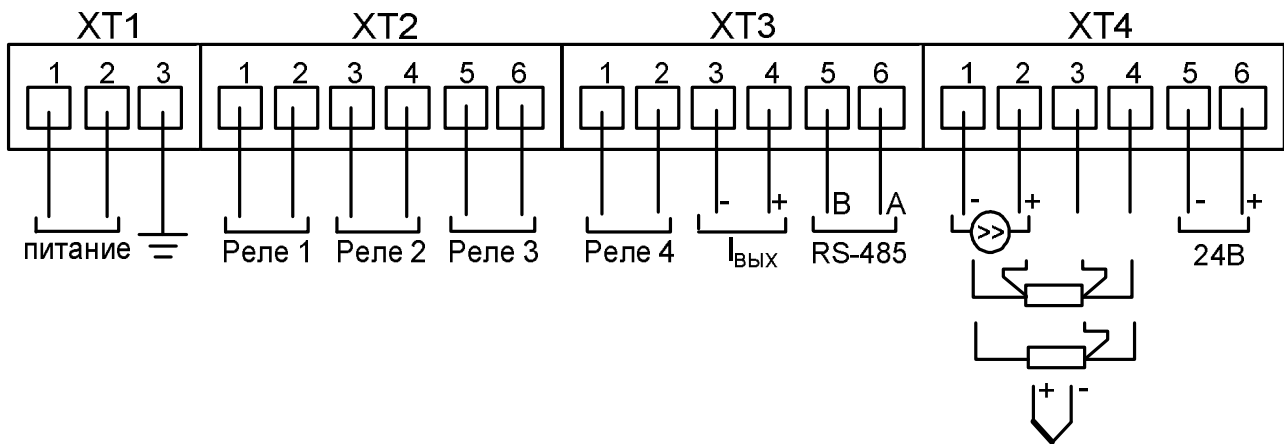 XT1 XT2 XT3 XT4
1 2 3 1 2 3 4 5 6 1 2 3 4 5 6 1 2 3 4 5 6
- + B A - + - +
питание Реле 1 Реле 2 Реле 3 Реле 4 Iвых RS-485 >> 24В
+ -